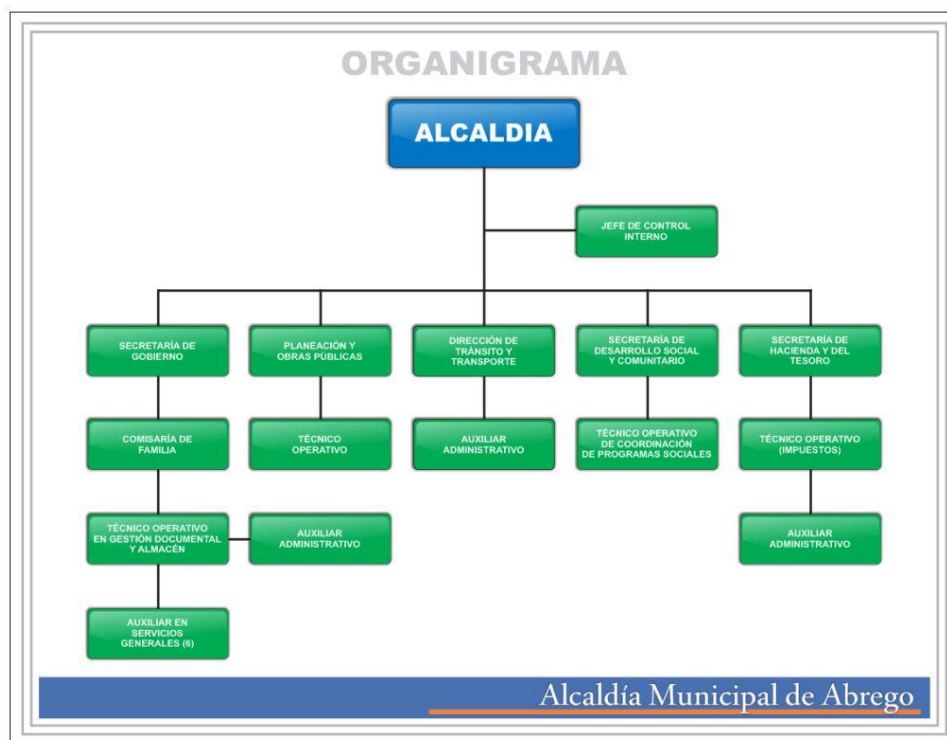 ORGANIGRAMA
ALCALDIA
JEFE DE CONTROL
INTERNO
SECRETARÍA DE
GOBIERNO
PLANEACIÓN Y
OBRAS PÚBLICAS
DIRECCIÓN DE
TRÁNSITO Y
TRANSPORTE
SECRETARÍA DE
DESARROLLO SOCIAL
Y COMUNITARIO
SECRETARÍA DE
HACIENDA Y DEL
TESORO
COMISARÍA DE
FAMILIA
TÉCNICO
OPERATIVO
AUXILIAR
ADMINISTRATIVO
TÉCNICO OPERATIVO
DE COORDINACIÓN
DE PROGRAMAS SOCIALES
TÉCNICO OPERATIVO
(IMPUESTOS)
TÉCNICO OPERATIVO
EN GESTIÓN DOCUMENTAL
Y ALMACÉN
AUXILIAR
ADMINISTRATIVO
AUXILIAR
ADMINISTRATIVO
AUXILIAR EN
SERVICIOS
GENERALES (6)
Alcaldía Municipal de Abrego